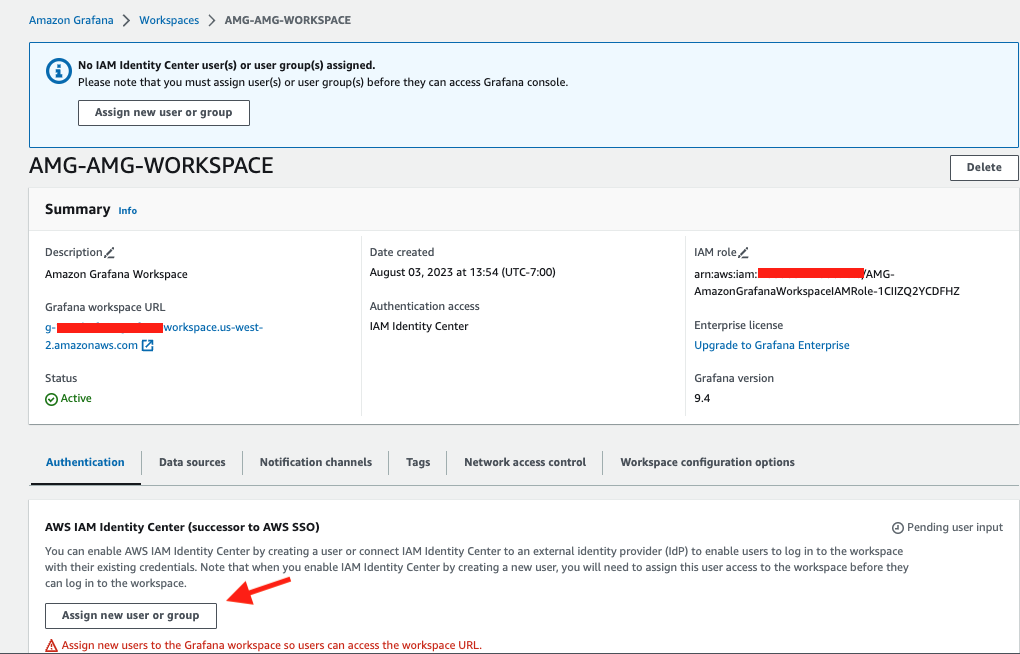 Amazon Grafana > Workspaces > AMG-AMG-WORKSPACE
No IAM Identity Center user(s) or user group(s) assigned.
Please note that you must assign user(s) or user group(s) before they can access Grafana console.
Assign new user or group
AMG-AMG-WORKSPACE
Delete
Summary Info
Description
Amazon Grafana Workspace
Grafana workspace URL
g-workspace.us-west-
2.amazonaws.com
Status
Active
Date created
August 03, 2023 at 13:54 (UTC-7:00)
Authentication access
IAM Identity Center
IAM role
arn:aws:iam:/AMG-
AmazonGrafanaWorkspaceIAMRole-1CIIZQ2YCDFHZ
Enterprise license
Upgrade to Grafana Enterprise
Grafana version
9.4
Authentication Data sources Notification channels Tags Network access control Workspace configuration options
AWS IAM Identity Center (successor to AWS SSO)
Pending user input
You can enable AWS IAM Identity Center by creating a user or connect IAM Identity Center to an external identity provider (IdP) to enable users to log in to the workspace
with their existing credentials. Note that when you enable IAM Identity Center by creating a new user, you will need to assign this user access to the workspace before they
can log in to the workspace.
Assign new user or group
Assign new users to the Grafana workspace so users can access the workspace URL.